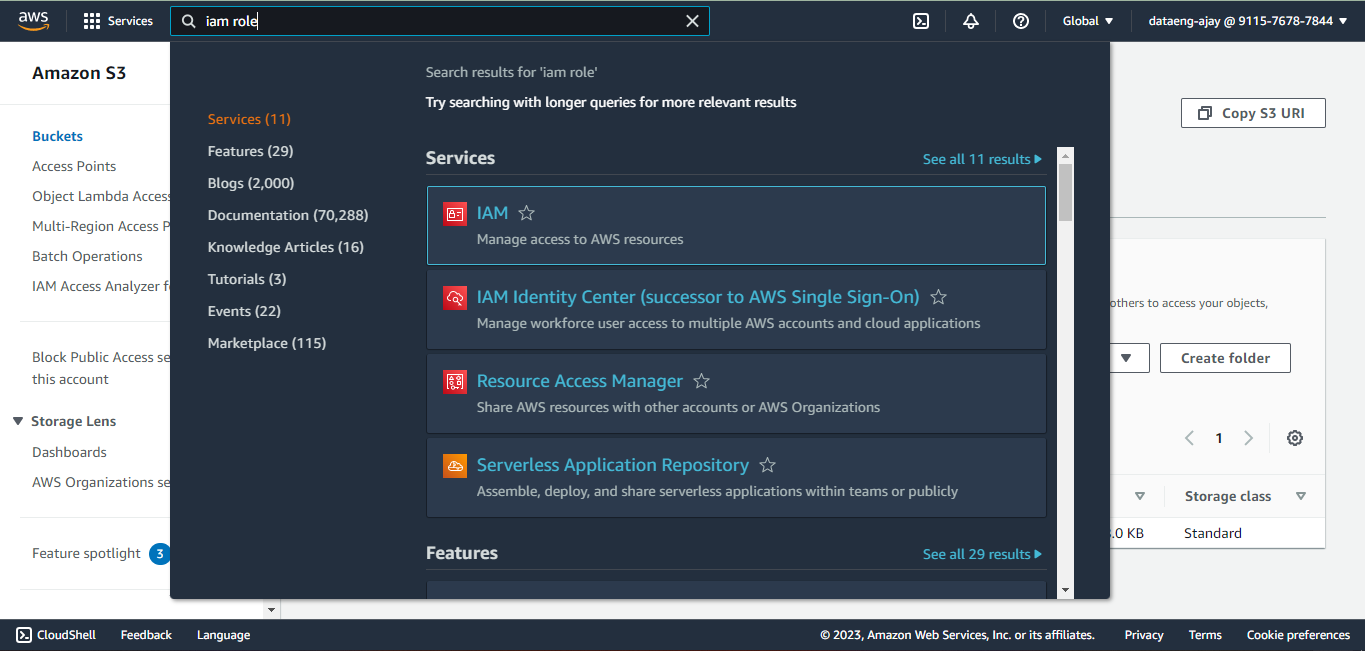 aws
Services
iam role
Global
dataeng-ajay @ 9115-7678-7844
Amazon S3
Buckets
Access Points
Object Lambda Access
Multi-Region Access P
Batch Operations
IAM Access Analyzer f
Block Public Access se
this account
Storage Lens
Dashboards
AWS Organizations se
Feature spotlight 3
Services (11)
Features (29)
Blogs (2,000)
Documentation (70,288)
Knowledge Articles (16)
Tutorials (3)
Events (22)
Marketplace (115)
Search results for 'iam role'
Try searching with longer queries for more relevant results
Services
See all 11 results
IAM
Manage access to AWS resources
IAM Identity Center (successor to AWS Single Sign-On)
Manage workforce user access to multiple AWS accounts and cloud applications
Resource Access Manager
Share AWS resources with other accounts or AWS Organizations
Serverless Application Repository
Assemble, deploy, and share serverless applications within teams or publicly
Features
See all 29 results
Copy S3 URI
others to access your objects,
Create folder
1
Storage class
.0 KB
Standard
CloudShell
Feedback
Language
© 2023, Amazon Web Services, Inc. or its affiliates.
Privacy
Terms
Cookie preferences